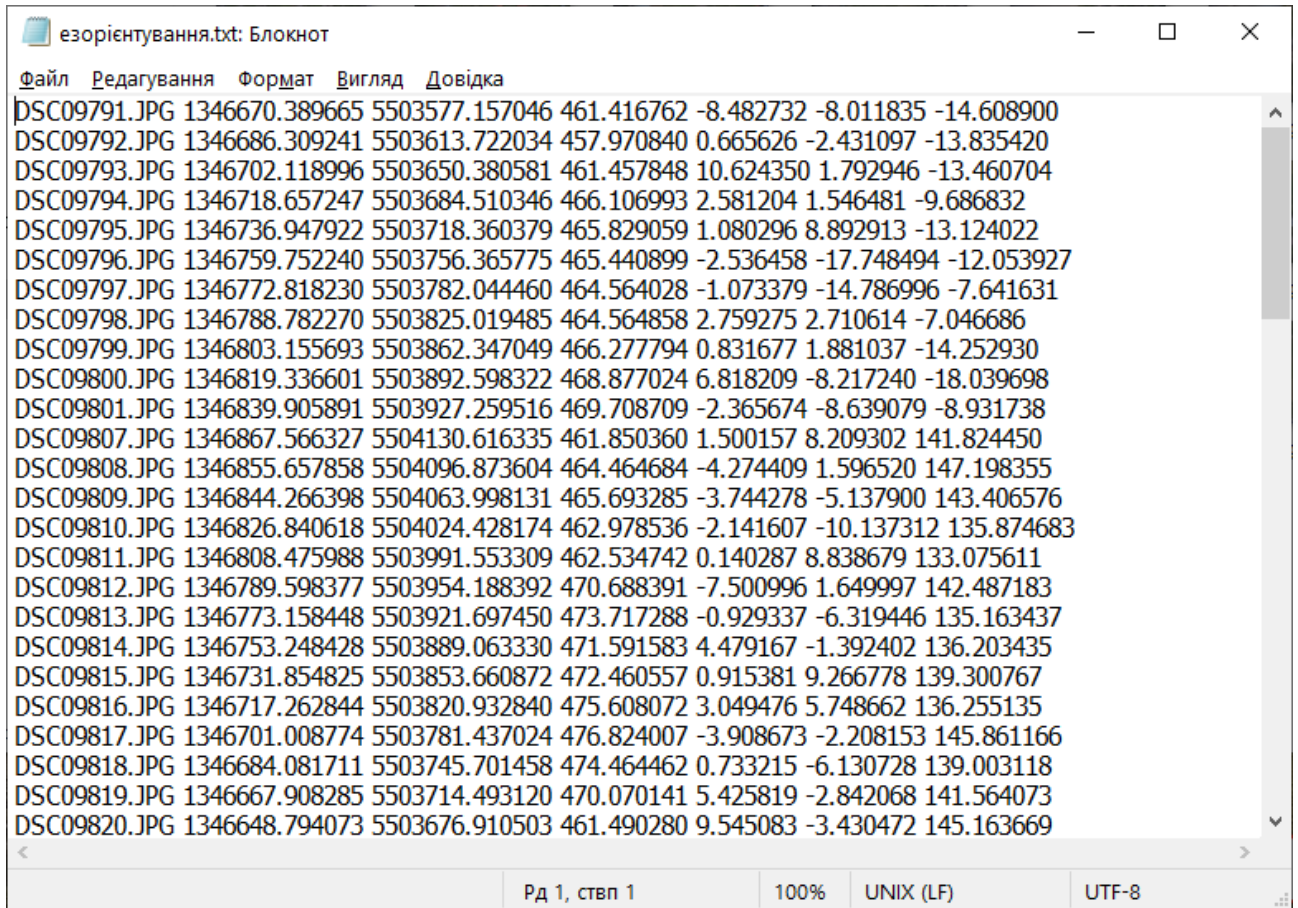 езорієнтування.txt: Блокнот
Файл Редагування Формат Вигляд Довідка
DSC09791.JPG 1346670.389665 5503577.157046 461.416762 -8.482732 -8.011835 -14.608900
DSC09792.JPG 1346686.309241 5503613.722034 457.970840 0.665626 -2.431097 -13.835420
DSC09793.JPG 1346702.118996 5503650.380581 461.457848 10.624350 1.792946 -13.460704
DSC09794.JPG 1346718.657247 5503684.510346 466.106993 2.581204 1.546481 -9.686832
DSC09795.JPG 1346736.947922 5503718.360379 465.829059 1.080296 8.892913 -13.124022
DSC09796.JPG 1346759.752240 5503756.365775 465.440899 -2.536458 -17.748494 -12.053927
DSC09797.JPG 1346772.818230 5503782.044460 464.564028 -1.073379 -14.786996 -7.641631
DSC09798.JPG 1346788.782270 5503825.019485 464.564858 2.759275 2.710614 -7.046686
DSC09799.JPG 1346803.155693 5503862.347049 466.277794 0.831677 1.881037 -14.252930
DSC09800.JPG 1346819.336601 5503892.598322 468.877024 6.818209 -8.217240 -18.039698
DSC09801.JPG 1346839.905891 5503927.259516 469.708709 -2.365674 -8.639079 -8.931738
DSC09807.JPG 1346867.566327 5504130.616335 461.850360 1.500157 8.209302 141.824450
DSC09808.JPG 1346855.657858 5504096.873604 464.464684 -4.274409 1.596520 147.198355
DSC09809.JPG 1346844.266398 5504063.998131 465.693285 -3.744278 -5.137900 143.406576
DSC09810.JPG 1346826.840618 5504024.428174 462.978536 -2.141607 -10.137312 135.874683
DSC09811.JPG 1346808.475988 5503991.553309 462.534742 0.140287 8.838679 133.075611
DSC09812.JPG 1346789.598377 5503954.188392 470.688391 -7.500996 1.649997 142.487183
DSC09813.JPG 1346773.158448 5503921.697450 473.717288 -0.929337 -6.319446 135.163437
DSC09814.JPG 1346753.248428 5503889.063330 471.591583 4.479167 -1.392402 136.203435
DSC09815.JPG 1346731.854825 5503853.660872 472.460557 0.915381 9.266778 139.300767
DSC09816.JPG 1346717.262844 5503820.932840 475.608072 3.049476 5.748662 136.255135
DSC09817.JPG 1346701.008774 5503781.437024 476.824007 -3.908673 -2.208153 145.861166
DSC09818.JPG 1346684.081711 5503745.701458 474.464462 0.733215 -6.130728 139.003118
DSC09819.JPG 1346667.908285 5503714.493120 470.070141 5.425819 -2.842068 141.564073
DSC09820.JPG 1346648.794073 5503676.910503 461.490280 9.545083 -3.430472 145.163669
Рд 1, ствп 1 100% UNIX (LF) UTF-8